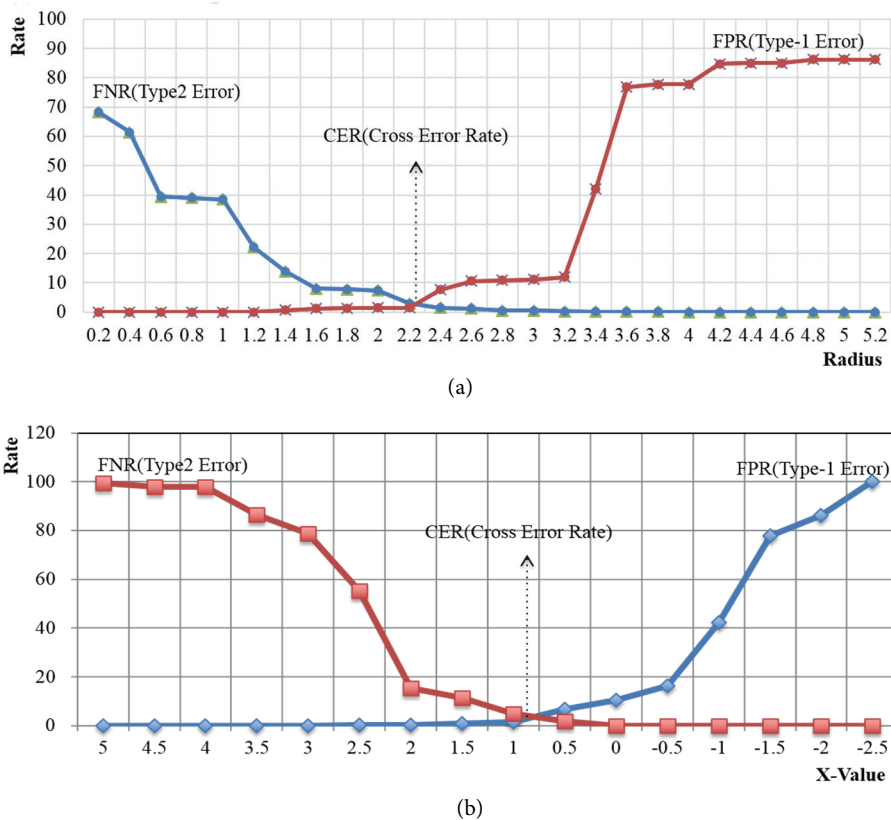 Rate
100
90
80
70
60
50
40
30
20
10
0
FNR(Type2 Error)
CER(Cross Error Rate)
FPR(Type-1 Error)
0.2 0.4 0.6 0.8 1 1.2 1.4 1.6 1.8 2 2.2 2.4 2.6 2.8 3 3.2 3.4 3.6 3.8 4 4.2 4.4 4.6 4.8 5 5.2
Radius
(a)
Rate
120
100
80
60
40
20
0
FNR(Type2 Error)
CER(Cross Error Rate)
FPR(Type-1 Error)
5 4.5 4 3.5 3 2.5 2 1.5 1 0.5 0 -0.5 -1 -1.5 -2 -2.5
X-Value
(b)